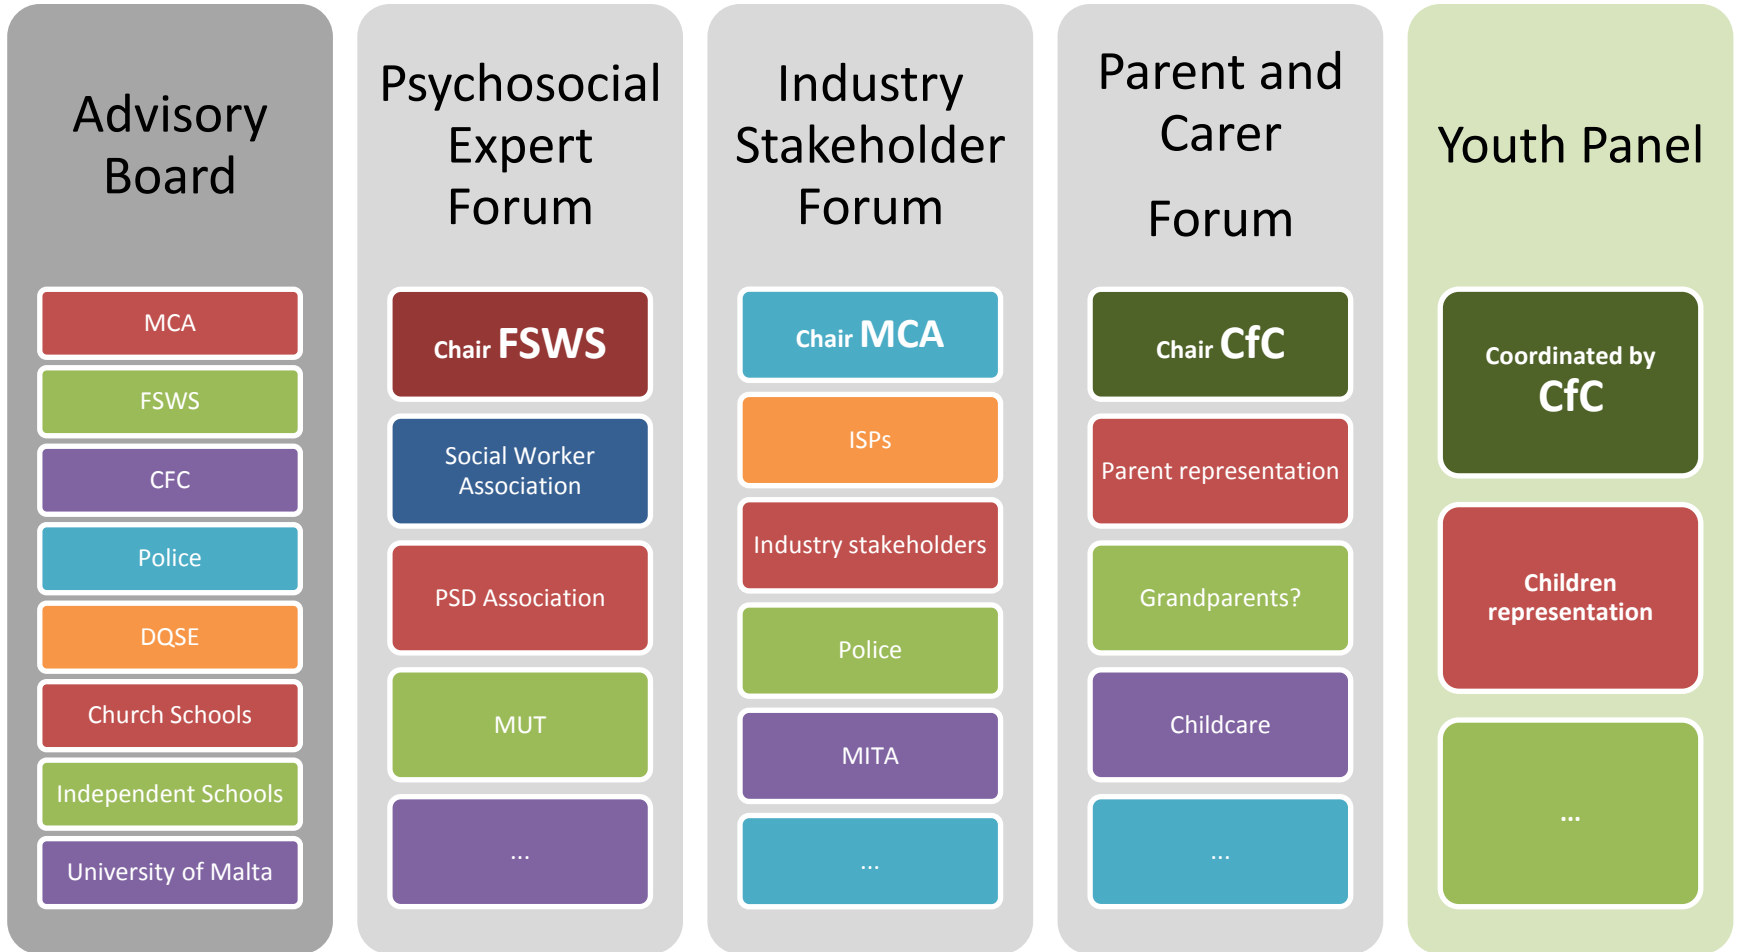 Advisory
Board
MCA
FSWS
CFC
Police
DQSE
Church Schools
Independent Schools
University of Malta
Psychosocial
Expert
Forum
Chair FSWS
Social Worker
Association
PSD Association
MUT
...
Industry
Stakeholder
Forum
Chair MCA
ISPs
Industry stakeholders
Police
MITA
...
Parent and
Carer
Forum
Chair CfC
Parent representation
Grandparents?
Childcare
...
Youth Panel
Coordinated by
CfC
Children
representation
...